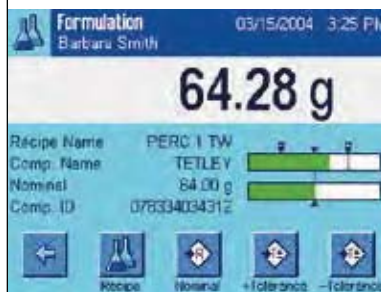 Formulation 03/15/2004 3:25 PM
Barbara Smith
64.28 g
Recipe Name PERC 1 TW
Comp. Name TETLEY
Nominal 64.00 g
Comp. ID 078334034312
Recipe Nominal +Tolerance -Tolerance